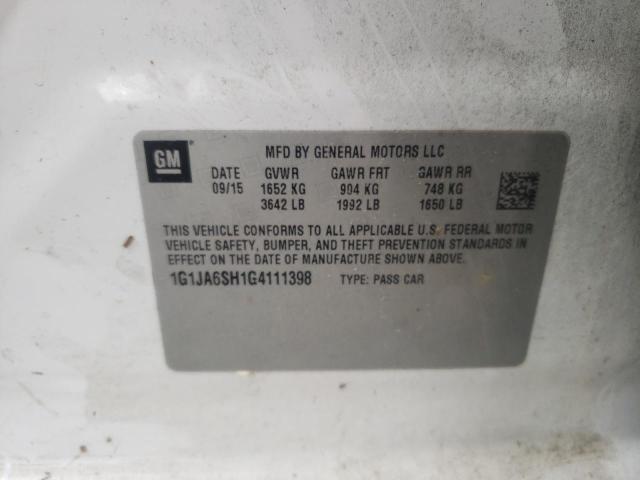 GM
MFD BY GENERAL MOTORS LLC
DATE GVWR GAWR FRT GAWR RR
09/15 1652 KG 904 KG 748 KG
3642 LB 1992 LB 1650 LB
THIS VEHICLE CONFORMS TO ALL APPLICABLE U.S. FEDERAL MOTOR
VEHICLE SAFETY, BUMPER, AND THEFT PREVENTION STANDARDS IN
EFFECT ON THE DATE OF MANUFACTURE SHOWN ABOVE.
1G1JA6SH1G4111398 TYPE: PASS CAR